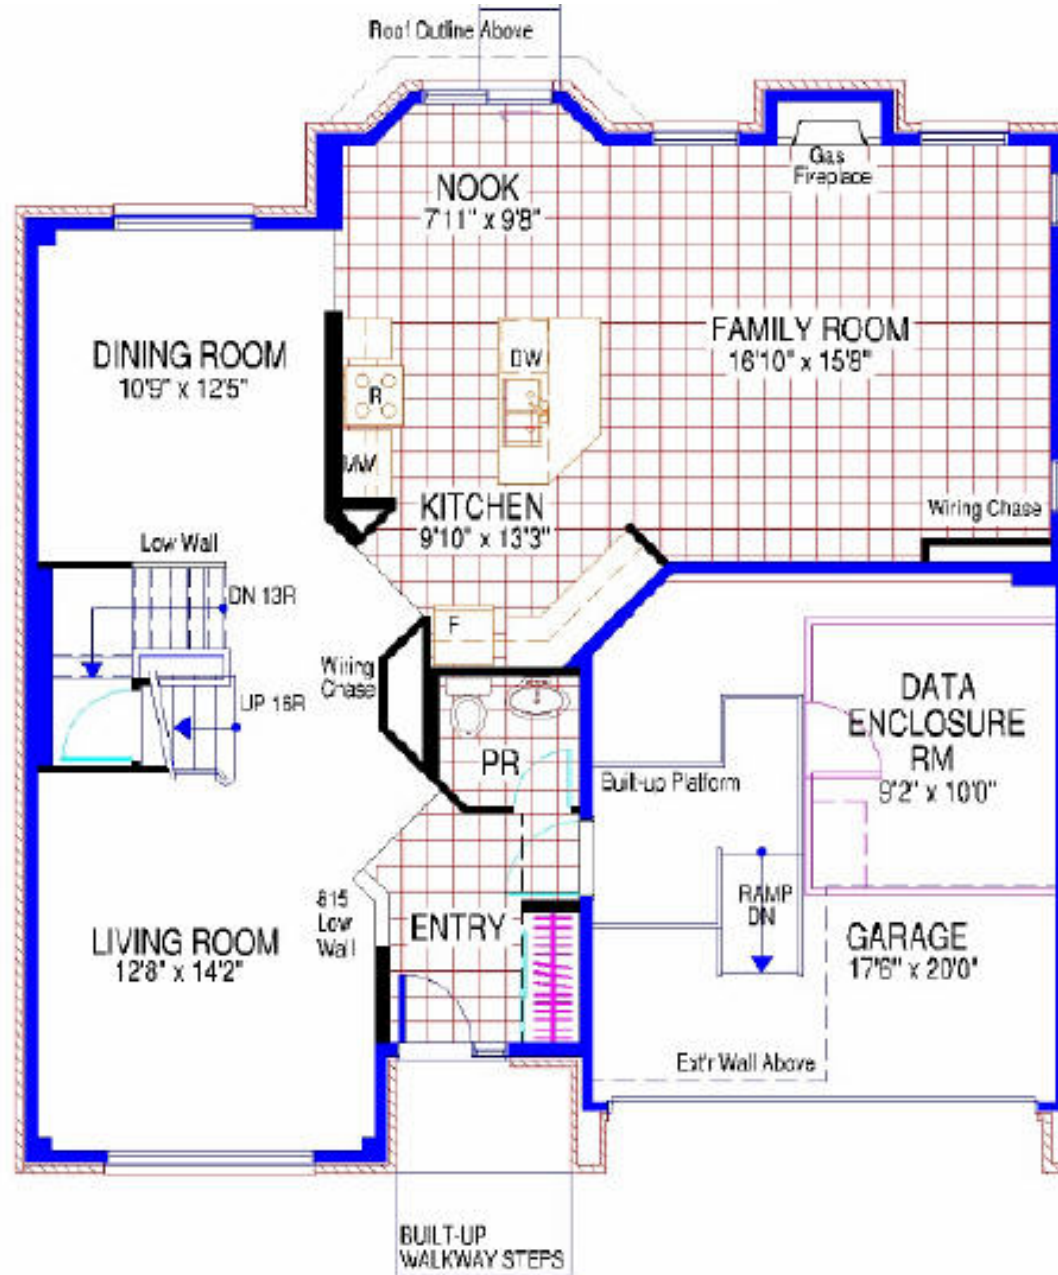 Roof Outline Above
Gas
Fireplace
NOOK
7'11" x 9'8"
FAMILY ROOM
16'10" x 15'8"
DINING ROOM
10'9" x 12'5"
DW
R
MW
KITCHEN
9'10" x 13'3"
Wiring Chase
Low Wall
DN 13R
F
Wiring
Chase
UP 16R
DATA
ENCLOSURE
RM
9'2" x 10'0"
PR
Built-up Platform
815
Low
Wall
ENTRY
RAMP
DN
LIVING ROOM
12'8" x 14'2"
GARAGE
17'6" x 20'0"
Ext'r Wall Above
BUILT-UP
WALKWAY STEPS